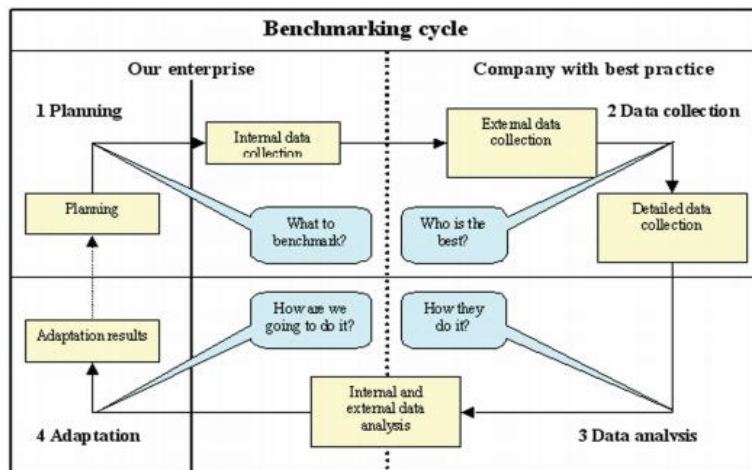 Benchmarking cycle
Our enterprise
Company with best practice
1 Planning
2 Data collection
Internal data
collection
External data
collection
Planning
What to
benchmark?
Who is the
best?
Detailed data
collection
Adaptation results
How are we
going to do it?
How they
do it?
Internal and
external data
analysis
4 Adaptation
3 Data analysis